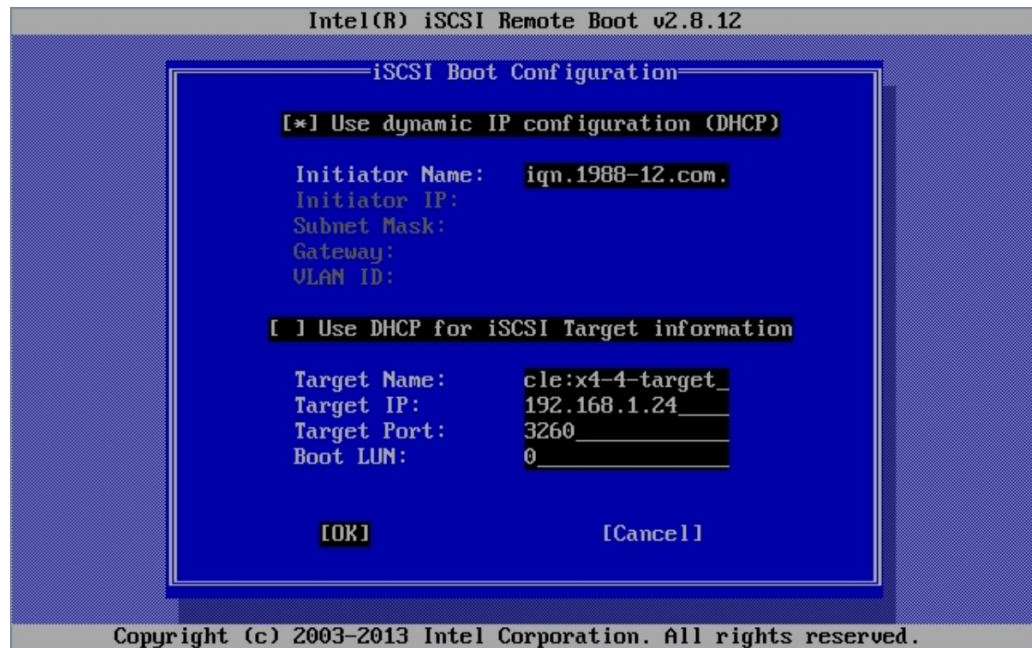 Intel(R) iSCSI Remote Boot v2.8.12
iSCSI Boot Configuration
[*] Use dynamic IP configuration (DHCP)
Initiator Name: iqn.1988-12.com.
Initiator IP:
Subnet Mask:
Gateway:
VLAN ID:
[ ] Use DHCP for iSCSI Target information
Target Name: cle:x4-4-target_
Target IP: 192.168.1.24____
Target Port: 3260____________
Boot LUN: 0_______________
[OK] [Cancel]
Copyright (c) 2003-2013 Intel Corporation. All rights reserved.